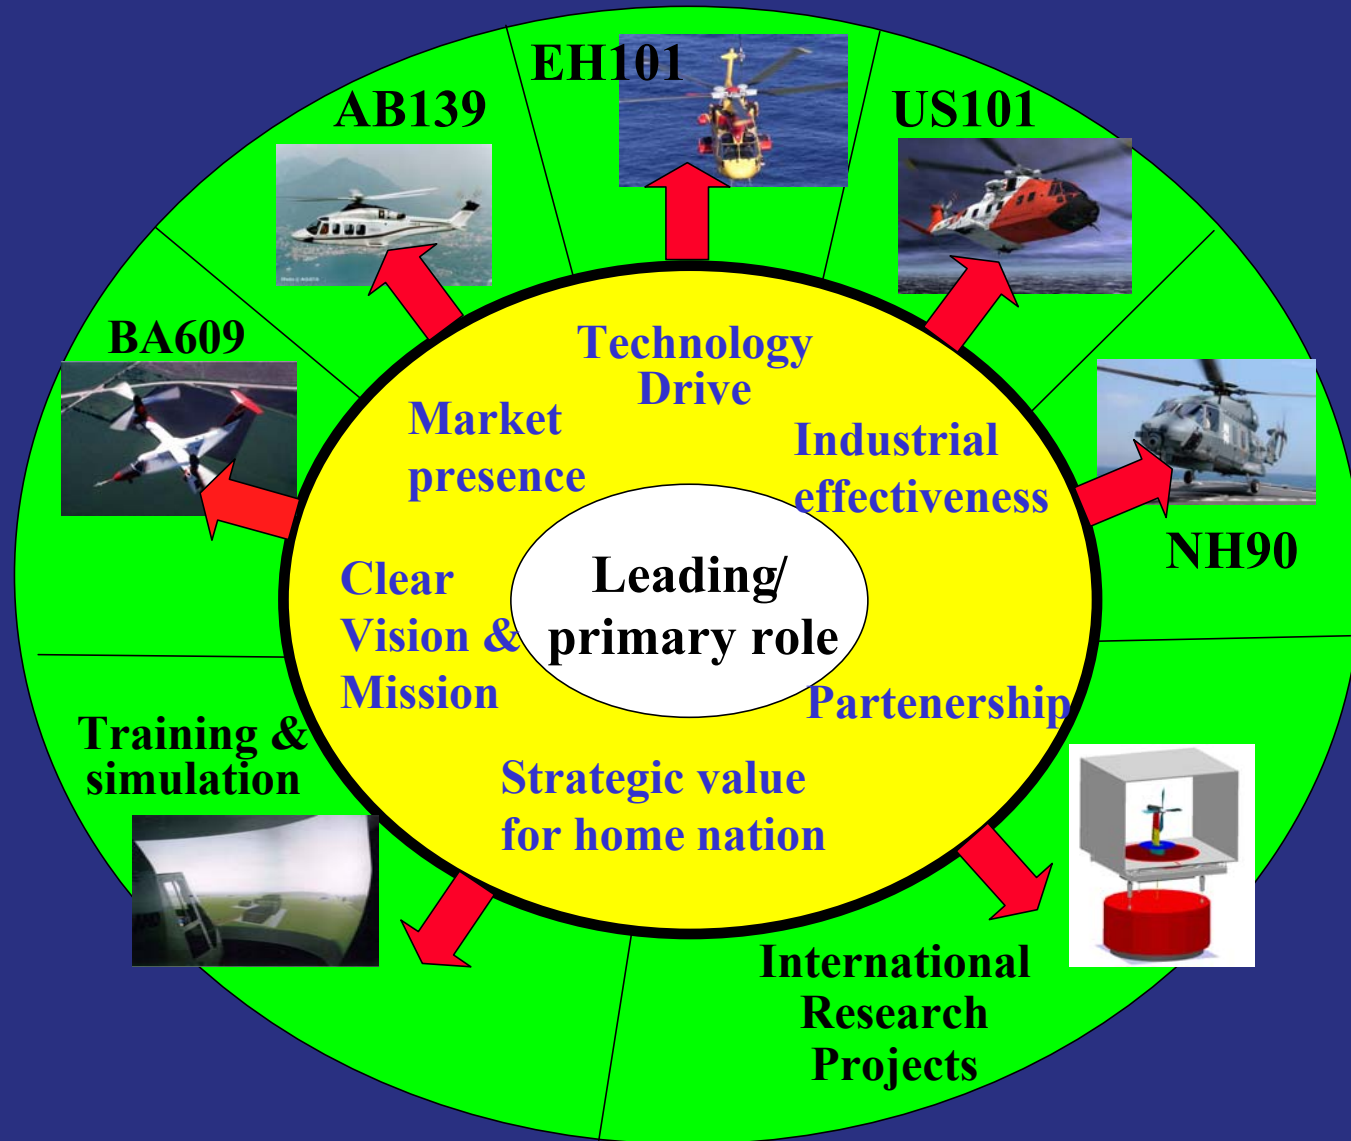 EH101
AB139
US101
BA609
Technology
Drive
Market
presence
Industrial
effectiveness
NH90
Leading/
primary role
Clear
Vision &
Mission
Partenership
Training &
simulation
Strategic value
for home nation
International
Research
Projects